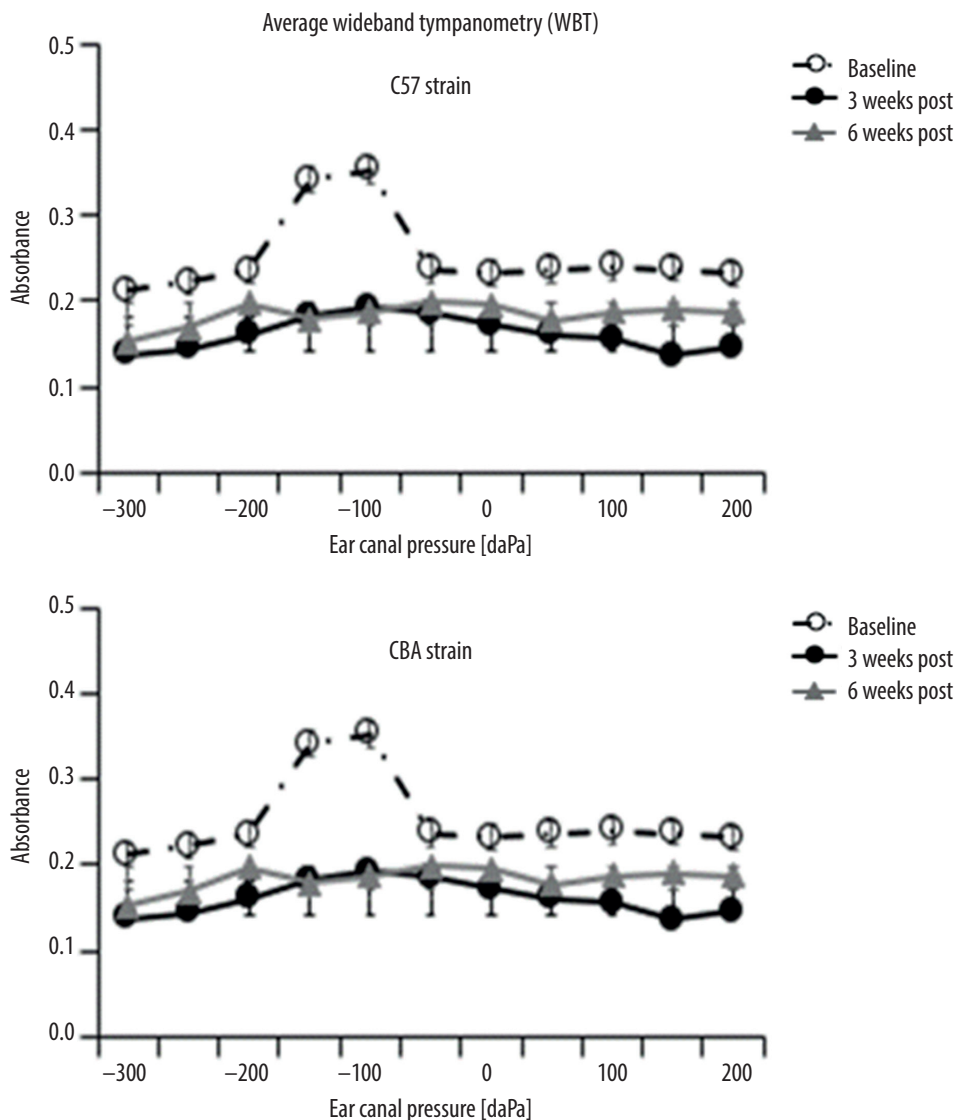 Average wideband tympanometry (WBT)
C57 strain
Baseline
3 weeks post
6 weeks post
Absorbance
0.5
0.4
0.3
0.2
0.1
0.0
–300 –200 –100 0 100 200
Ear canal pressure [daPa]
CBA strain
Baseline
3 weeks post
6 weeks post
Absorbance
0.5
0.4
0.3
0.2
0.1
0.0
–300 –200 –100 0 100 200
Ear canal pressure [daPa]